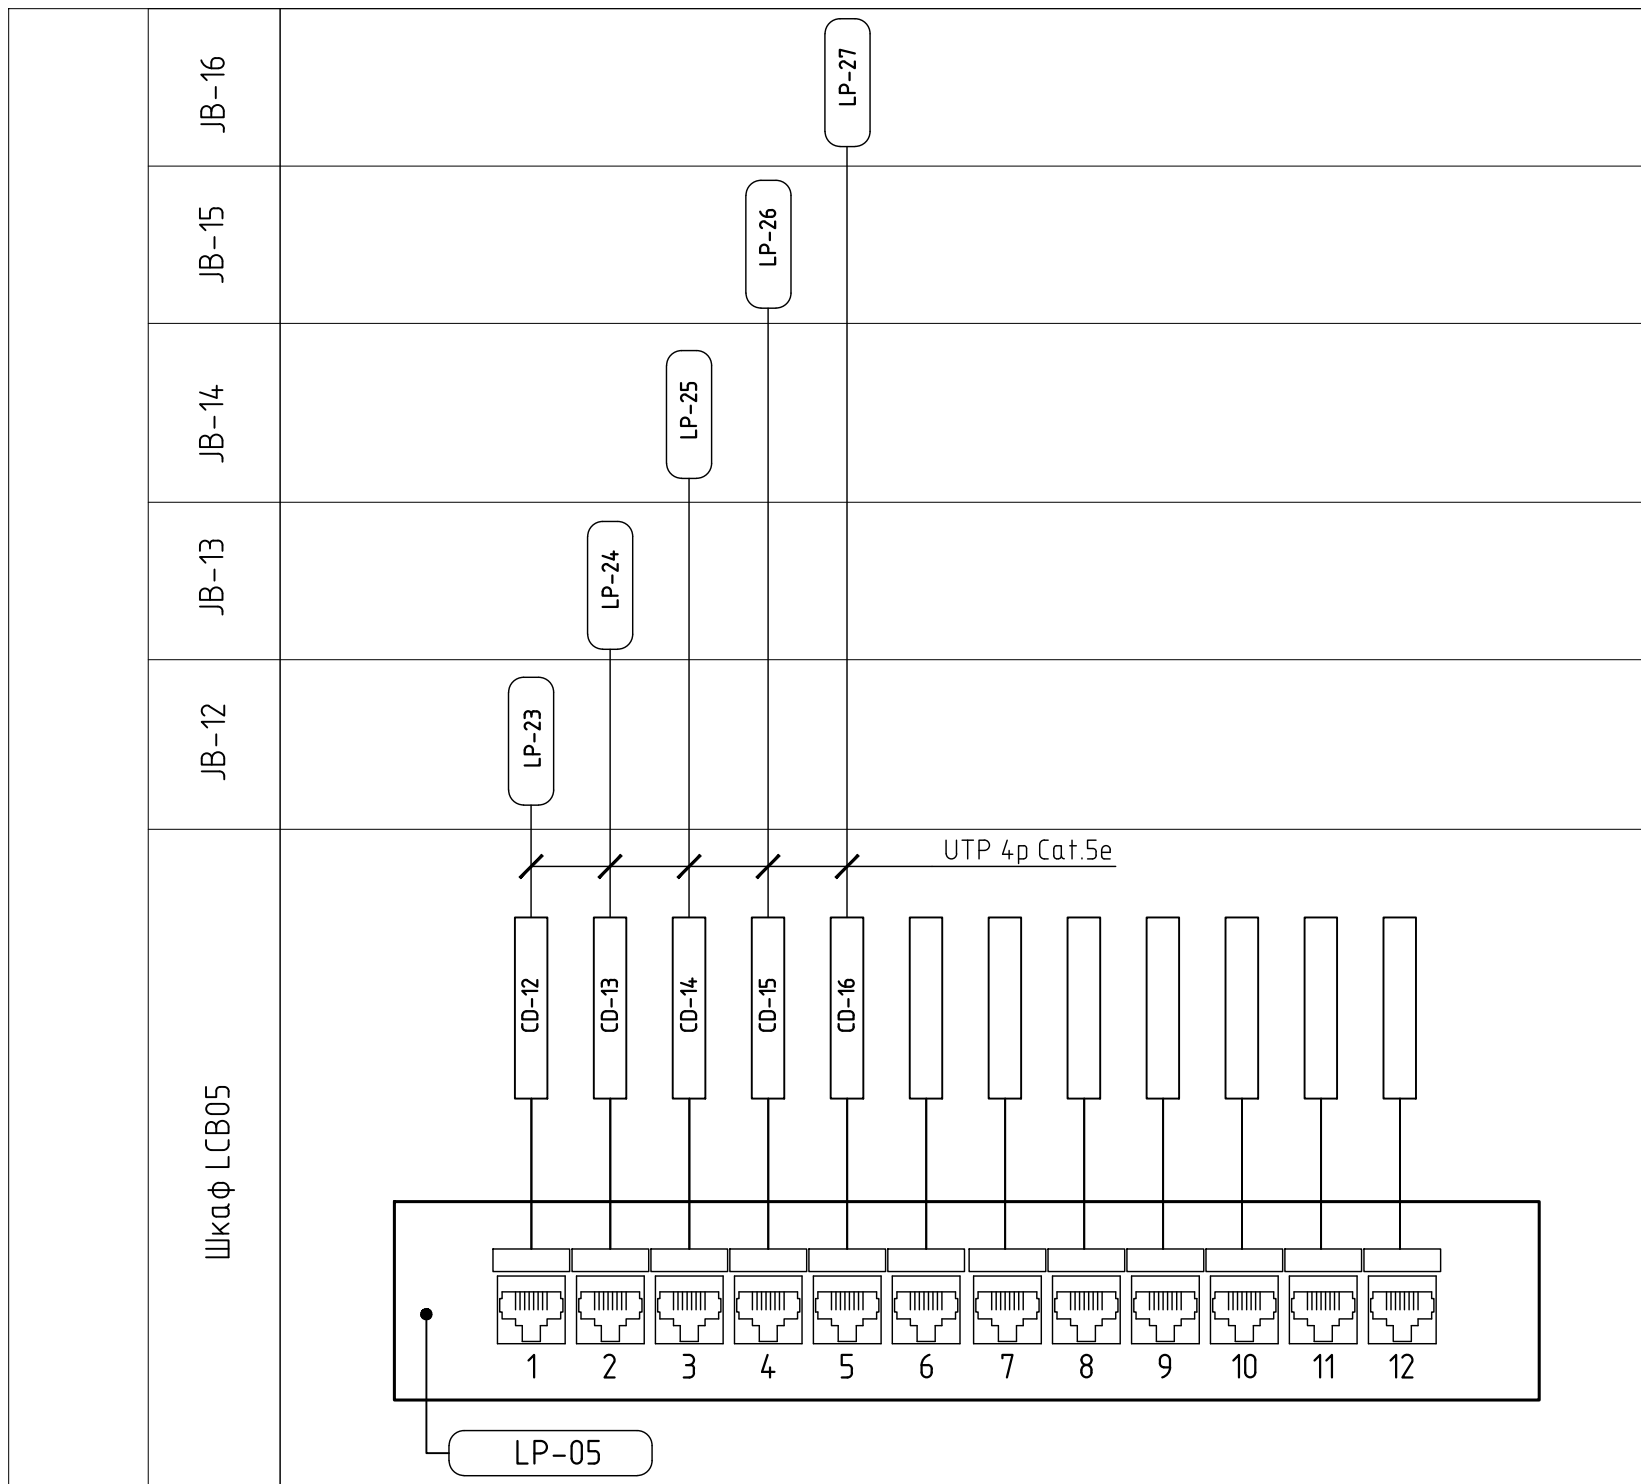 JB-16
LP-27
JB-15
LP-26
JB-14
LP-25
JB-13
LP-24
JB-12
LP-23
UTP 4p Cat.5e
Шкаф LCB05
CD-12
CD-13
CD-14
CD-15
CD-16
1 2 3 4 5 6 7 8 9 10 11 12
LP-05